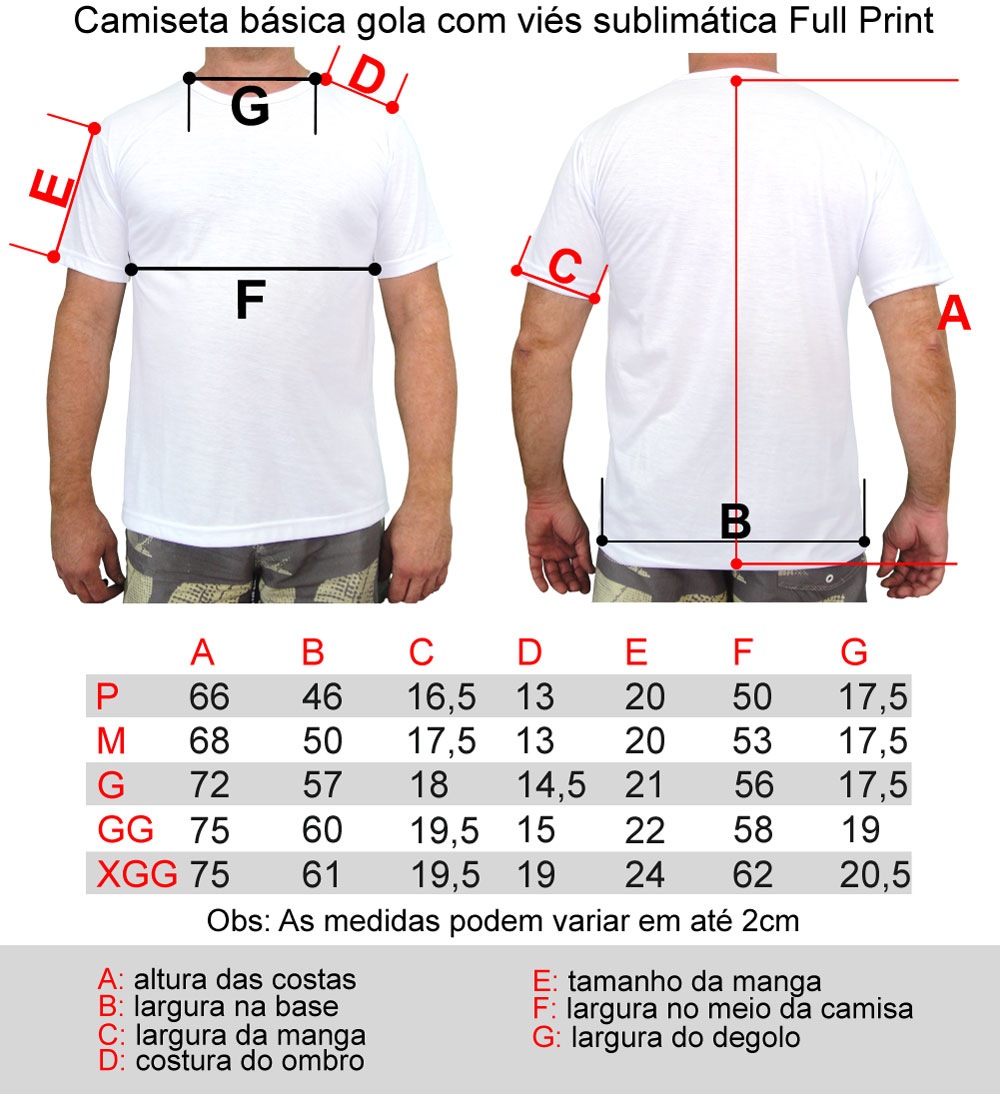 Camiseta básica gola com viés sublimática Full Print
G
D
E
F
C
A
B
A B C D E F G
P 66 46 16,5 13 20 50 17,5
M 68 50 17,5 13 20 53 17,5
G 72 57 18 14,5 21 56 17,5
GG 75 60 19,5 15 22 58 19
XGG 75 61 19,5 19 24 62 20,5
Obs: As medidas podem variar em até 2cm
A: altura das costas
B: largura na base
C: largura da manga
D: costura do ombro
E: tamanho da manga
F: largura no meio da camisa
G: largura do degolo